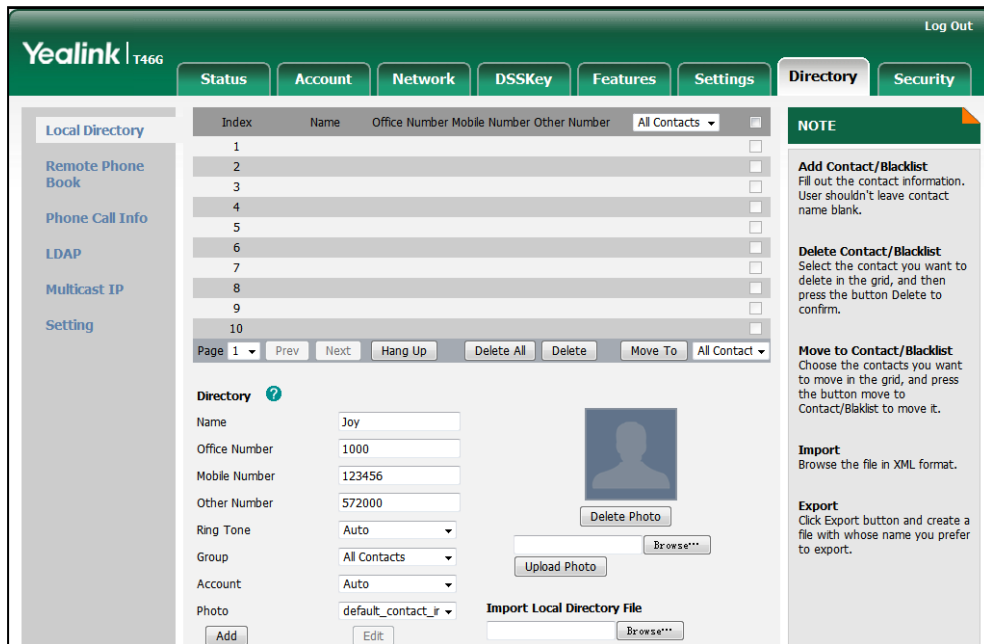 Log Out
Yealink T46G
Status Account Network DSSKey Features Settings Directory Security
Local Directory
Remote Phone
Book
Phone Call Info
LDAP
Multicast IP
Setting
Index Name Office Number Mobile Number Other Number All Contacts
1
2
3
4
5
6
7
8
9
10
Page 1 Prev Next Hang Up Delete All Delete Move To All Contact
Directory ?
Name Joy
Office Number 1000
Mobile Number 123456
Other Number 572000
Ring Tone Auto
Group All Contacts
Account Auto
Photo default_contact_ir
Add Edit
Delete Photo
Browse...
Upload Photo
Import Local Directory File
Browse...
NOTE
Add Contact/Blacklist
Fill out the contact information.
User shouldn't leave contact
name blank.
Delete Contact/Blacklist
Select the contact you want to
delete in the grid, and then
press the button Delete to
confirm.
Move to Contact/Blacklist
Choose the contacts you want
to move in the grid, and press
the button move to
Contact/Blaklist to move it.
Import
Browse the file in XML format.
Export
Click Export button and create a
file with whose name you prefer
to export.